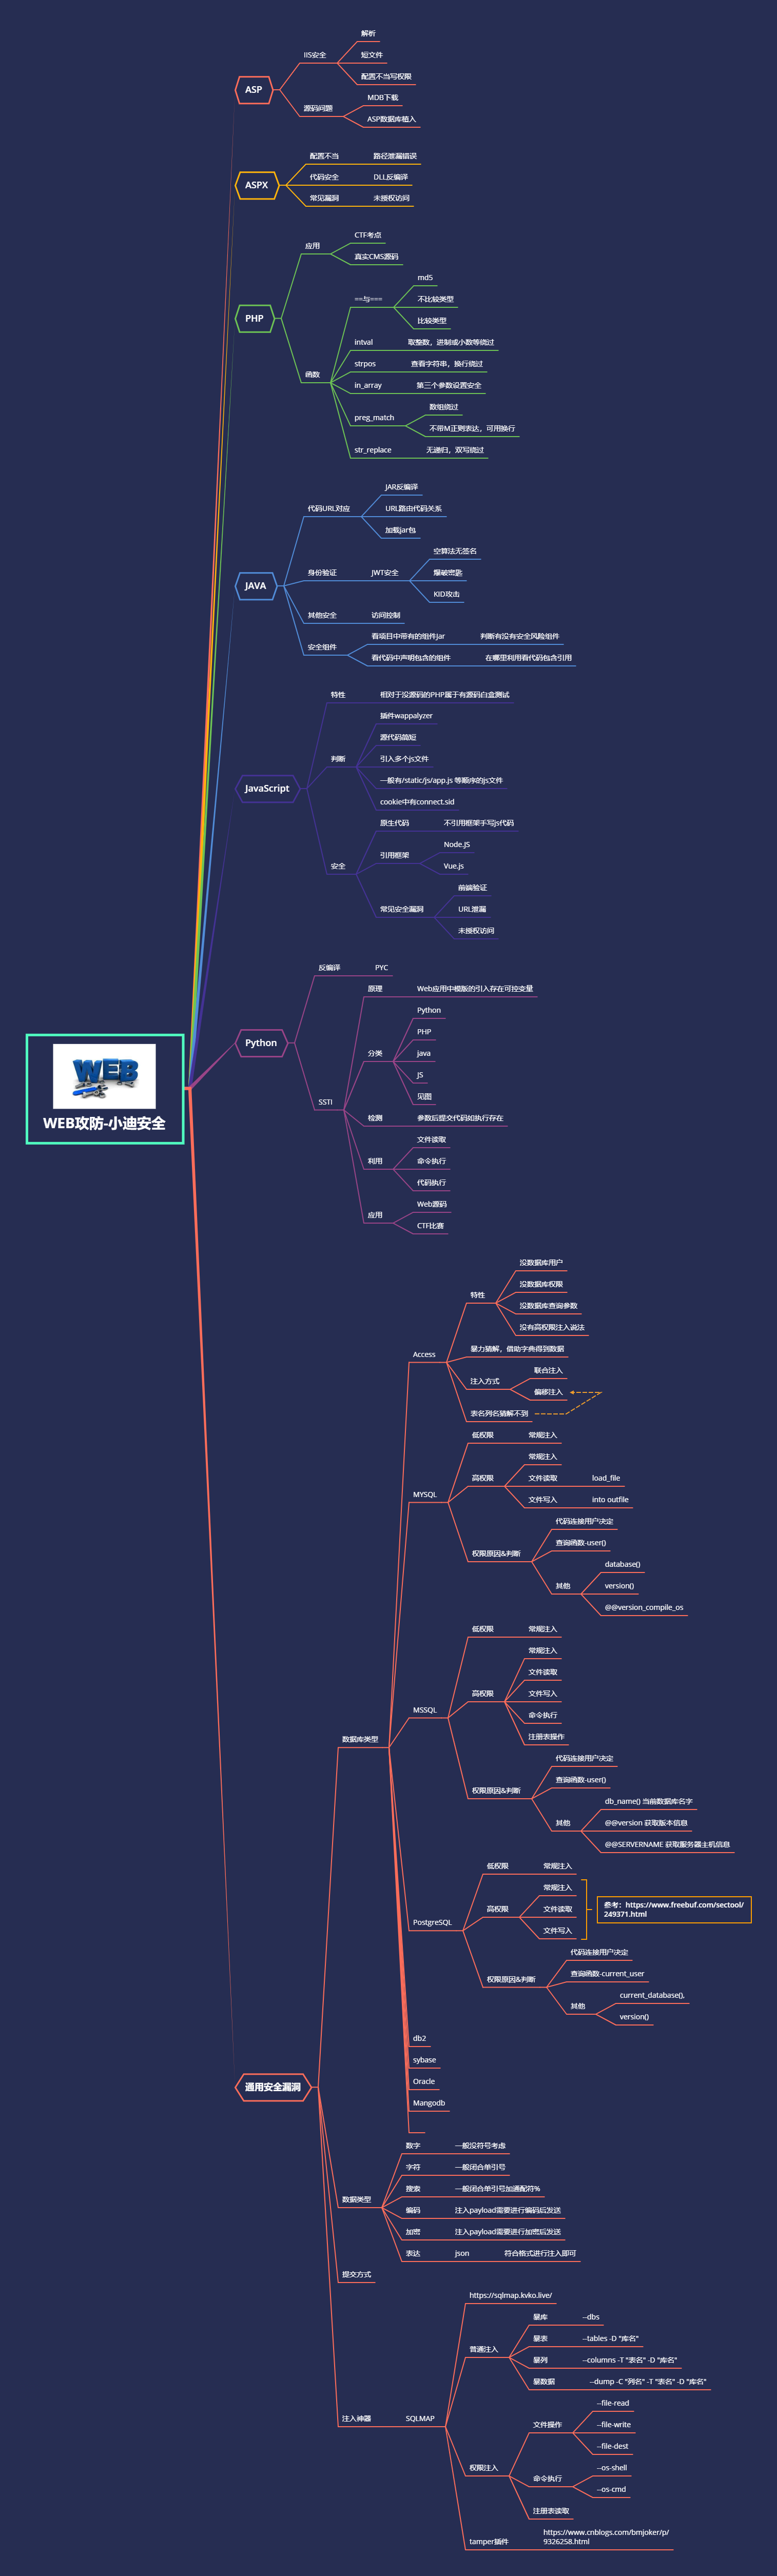 WEB
WEB攻防-小迪安全
ASP
IIS安全
解析
短文件
配置不当写权限
源码问题
MDB下载
ASP数据库植入
ASPX
配置不当
路径泄漏错误
代码安全
DLL反编译
常见漏洞
未授权访问
PHP
应用
CTF考点
真实CMS源码
函数
==与===
md5
不比较类型
比较类型
intval
取整数，进制或小数等绕过
strpos
查看字符串，换行绕过
in_array
第三个参数设置安全
preg_match
数组绕过
不带M正则表达，可用换行
str_replace
无递归，双写绕过
JAVA
代码URL对应
JAR反编译
URL路由代码关系
加载jar包
身份验证
JWT安全
空算法无签名
爆破密匙
KID攻击
其他安全
访问控制
安全组件
看项目中带有的组件jar
判断有没有安全风险组件
看代码中声明包含的组件
在哪里利用看代码包含引用
JavaScript
特性
相对于没源码的PHP属于有源码白盒测试
判断
插件wappalyzer
源代码简短
引入多个js文件
一般有/static/js/app.js 等顺序的js文件
cookie中有connect.sid
安全
原生代码
不引用框架手写js代码
引用框架
Node.JS
Vue.js
常见安全漏洞
前端验证
URL泄漏
未授权访问
Python
反编译
PYC
SSTI
原理
Web应用中模版的引入存在可控变量
分类
Python
PHP
java
JS
见图
检测
参数后提交代码如执行存在
利用
文件读取
命令执行
代码执行
应用
Web源码
CTF比赛
通用安全漏洞
数据库类型
Access
特性
没数据库用户
没数据库权限
没数据库查询参数
没有高权限注入说法
暴力猜解，借助字典得到数据
注入方式
联合注入
偏移注入
表名列名猜解不到
MYSQL
低权限
常规注入
高权限
常规注入
文件读取
load_file
文件写入
into outfile
权限原因&判断
代码连接用户决定
查询函数-user()
其他
database()
version()
@@version_compile_os
MSSQL
低权限
常规注入
高权限
常规注入
文件读取
文件写入
命令执行
注册表操作
权限原因&判断
代码连接用户决定
查询函数-user()
其他
db_name() 当前数据库名字
@@version 获取版本信息
@@SERVERNAME 获取服务器主机信息
PostgreSQL
低权限
常规注入
高权限
常规注入
文件读取
文件写入
参考：https://www.freebuf.com/sectool/
249371.html
权限原因&判断
代码连接用户决定
查询函数-current_user
其他
current_database(),
version()
db2
sybase
Oracle
Mangodb
数据类型
数字
一般没符号考虑
字符
一般闭合单引号
搜索
一般闭合单引号加通配符%
编码
注入payload需要进行编码后发送
加密
注入payload需要进行加密后发送
表达
json
符合格式进行注入即可
提交方式
注入神器
SQLMAP
https://sqlmap.kvko.live/
普通注入
暴库
--dbs
暴表
--tables -D "库名"
暴列
--columns -T "表名" -D "库名"
暴数据
--dump -C "列名" -T "表名" -D "库名"
权限注入
文件操作
--file-read
--file-write
--file-dest
命令执行
--os-shell
--os-cmd
注册表读取
tamper插件
https://www.cnblogs.com/bmjoker/p/
9326258.html